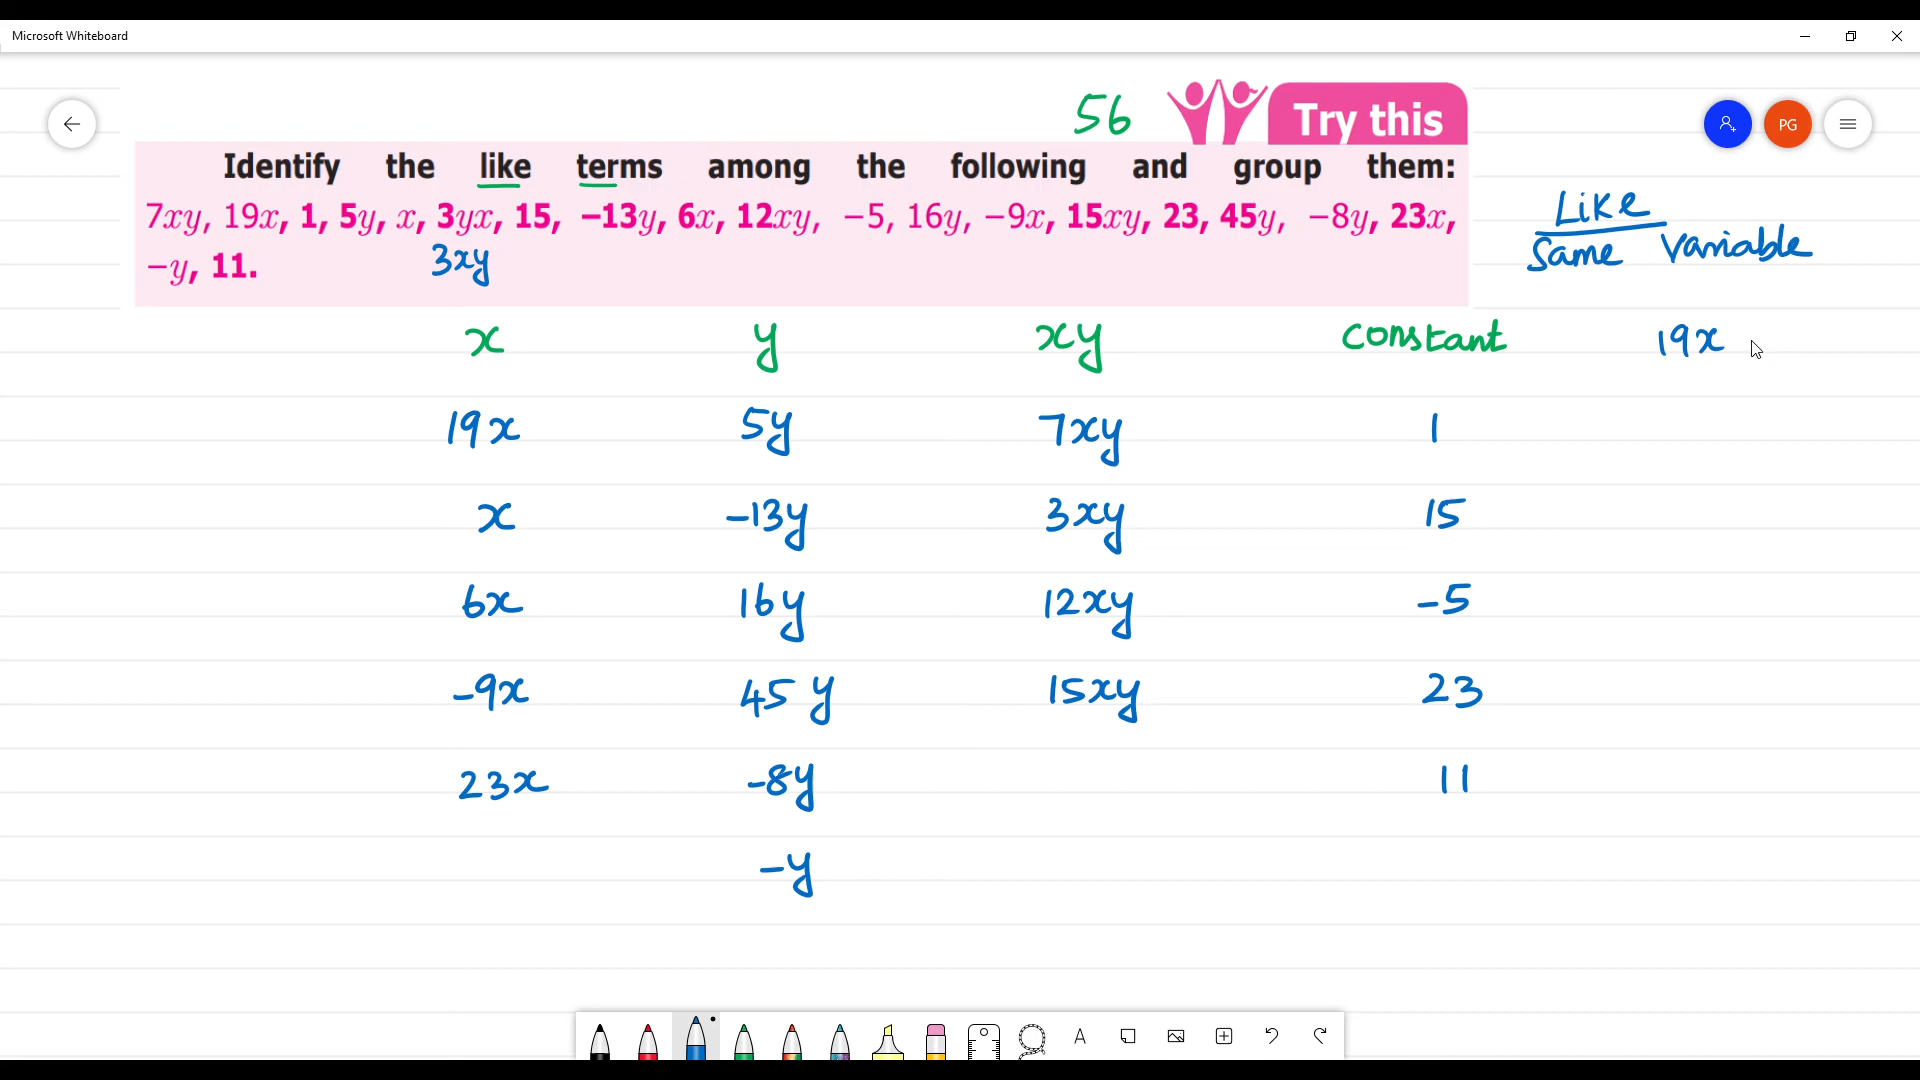 Microsoft Whiteboard
56 Try this
PG
Identify the like terms among the following and group them:
7xy, 19x, 1, 5y, x, 3yx, 15, −13y, 6x, 12xy, −5, 16y, −9x, 15xy, 23, 45y, −8y, 23x,
−y, 11.
3xy
Like
Same Variable
x y xy constant 19x
19x 5y 7xy 1
x -13y 3xy 15
6x 16y 12xy -5
-9x 45y 15xy 23
23x -8y 11
-y
A